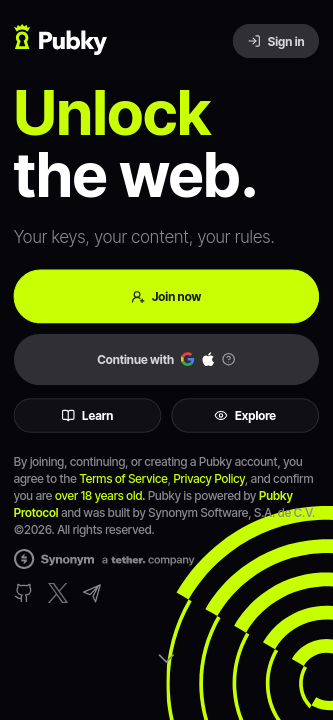 Pubky
Sign in
Unlock
the web.
Your keys, your content, your rules.
Join now
Continue with
Learn
Explore
By joining, continuing, or creating a Pubky account, you
agree to the Terms of Service, Privacy Policy, and confirm
you are over 18 years old. Pubky is powered by Pubky
Protocol and was built by Synonym Software, S.A. de C.V.
©2026. All rights reserved.
Synonym a tether. company